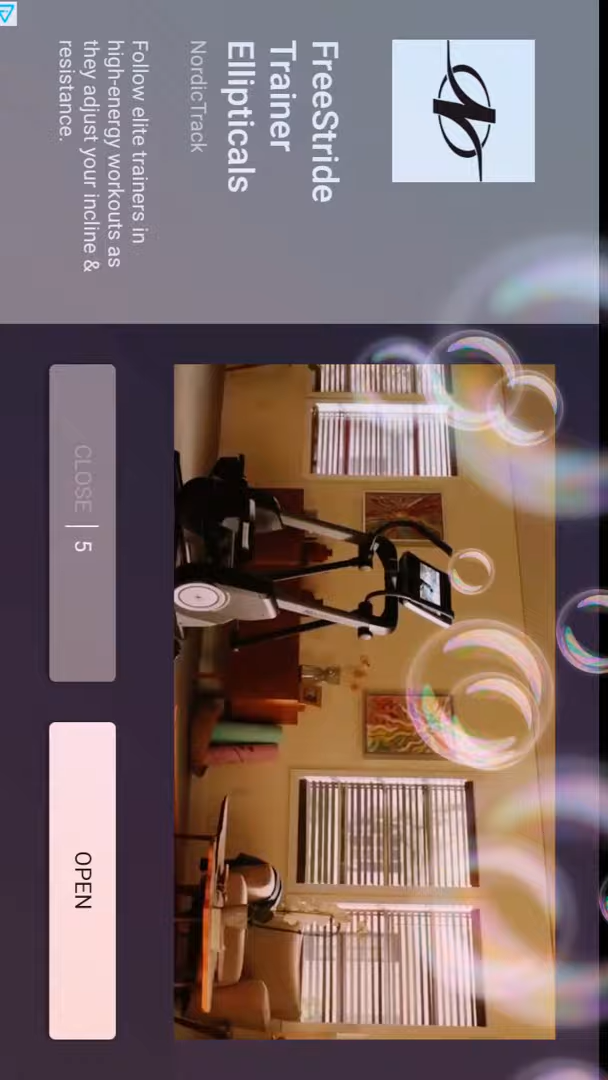 FreeStride
Trainer
Ellipticals
NordicTrack
Follow elite trainers in
high-energy workouts as
they adjust your incline &
resistance.
CLOSE | 5
OPEN